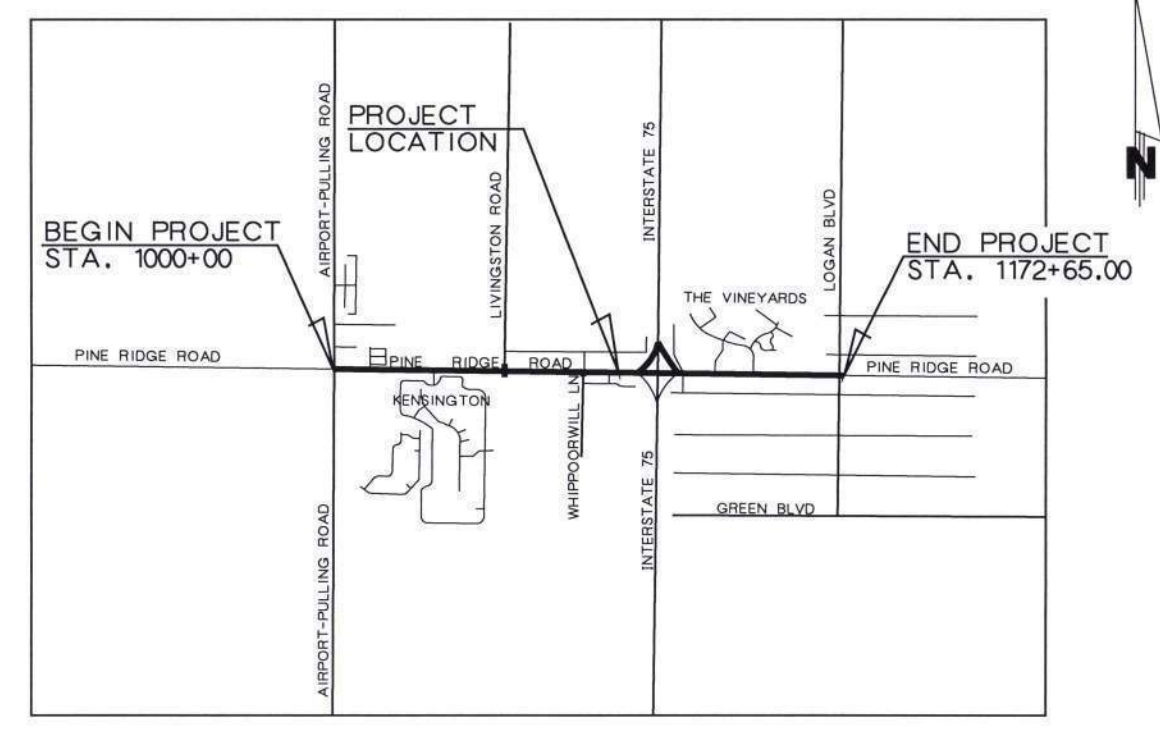 AIRPORT-PULLING ROAD
PROJECT
LOCATION
INTERSTATE 75
N
LIVINGSTON ROAD
LOGAN BLVD
BEGIN PROJECT
STA. 1000+00
END PROJECT
STA. 1172+65.00
THE VINEYARDS
PINE RIDGE ROAD
PINE RIDGE ROAD
PINE RIDGE ROAD
KENSINGTON
WHIPPOORWILL LN
INTERSTATE 75
GREEN BLVD
AIRPORT-PULLING ROAD